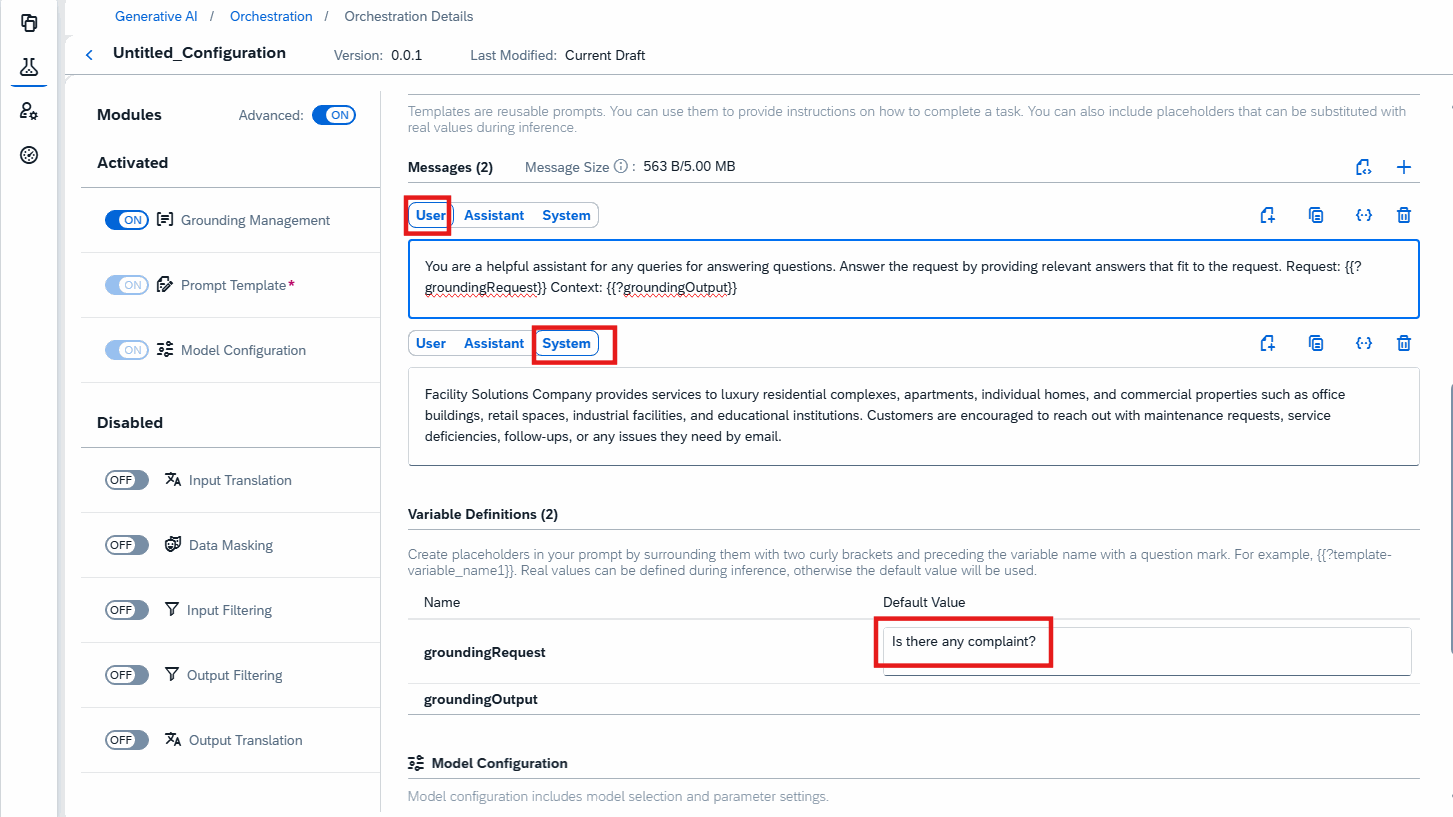 Generative AI / Orchestration / Orchestration Details
Untitled_Configuration Version: 0.0.1 Last Modified: Current Draft
Modules Advanced: ON
Activated
ON Grounding Management
ON Prompt Template*
ON Model Configuration
Disabled
OFF Input Translation
OFF Data Masking
OFF Input Filtering
OFF Output Filtering
OFF Output Translation
Templates are reusable prompts. You can use them to provide instructions on how to complete a task. You can also include placeholders that can be substituted with
real values during inference.
Messages (2) Message Size : 563 B/5.00 MB
User Assistant System
You are a helpful assistant for any queries for answering questions. Answer the request by providing relevant answers that fit to the request. Request: {{?
groundingRequest}} Context: {{?groundingOutput}}
User Assistant System
Facility Solutions Company provides services to luxury residential complexes, apartments, individual homes, and commercial properties such as office
buildings, retail spaces, industrial facilities, and educational institutions. Customers are encouraged to reach out with maintenance requests, service
deficiencies, follow-ups, or any issues they need by email.
Variable Definitions (2)
Create placeholders in your prompt by surrounding them with two curly brackets and preceding the variable name with a question mark. For example, {{?template-
variable_name1}}. Real values can be defined during inference, otherwise the default value will be used.
Name Default Value
groundingRequest Is there any complaint?
groundingOutput
Model Configuration
Model configuration includes model selection and parameter settings.